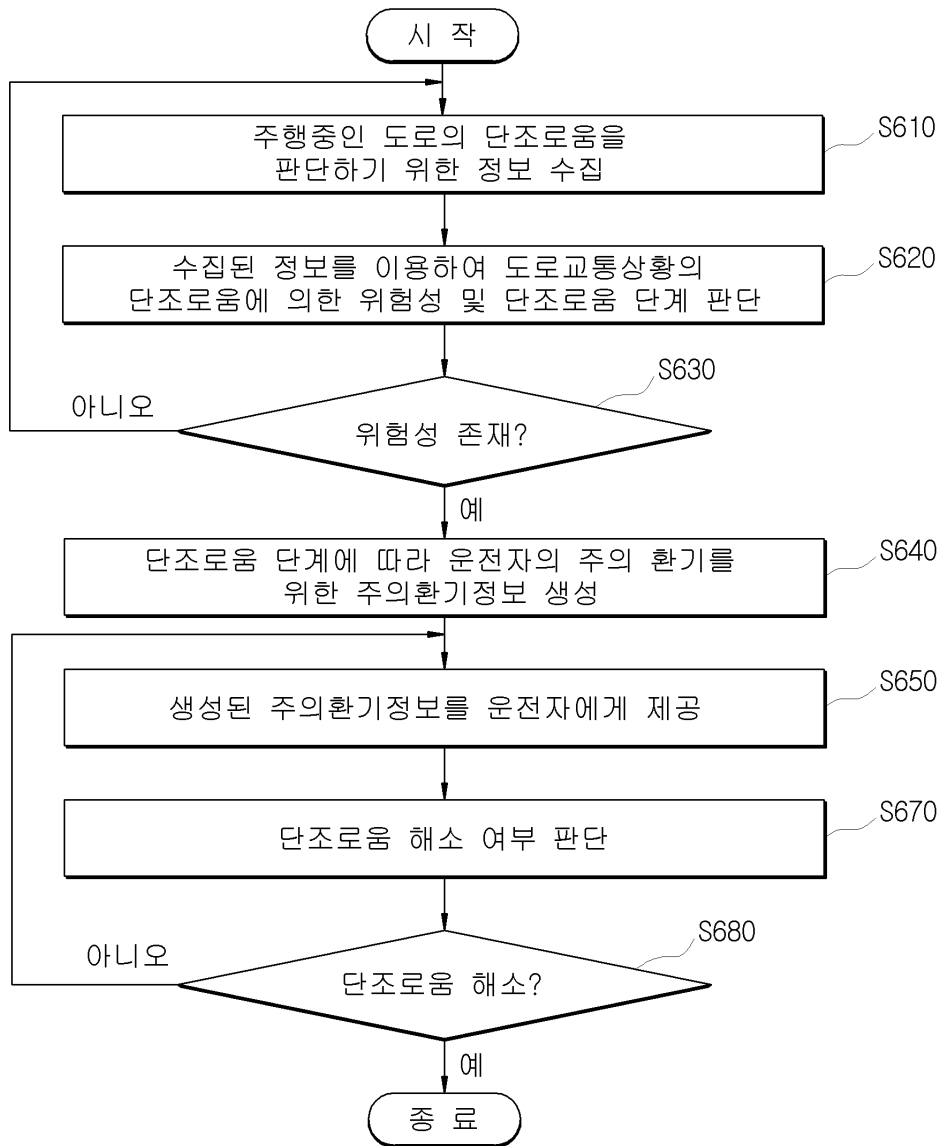 시 작
주행중인 도로의 단조로움을
판단하기 위한 정보 수집
S610
수집된 정보를 이용하여 도로교통상황의
단조로움에 의한 위험성 및 단조로움 단계 판단
S620
S630
아니오
위험성 존재?
예
단조로움 단계에 따라 운전자의 주의 환기를
위한 주의환기정보 생성
S640
생성된 주의환기정보를 운전자에게 제공
S650
단조로움 해소 여부 판단
S670
S680
아니오
단조로움 해소?
예
종 료